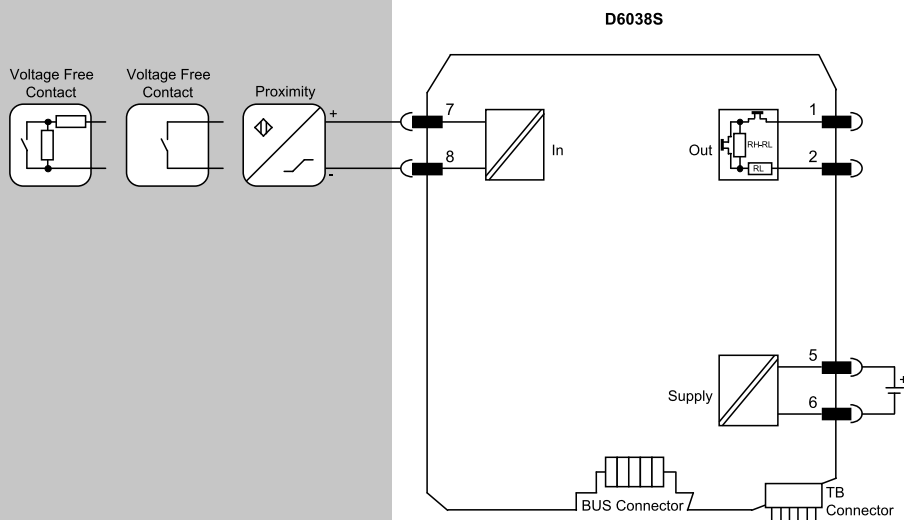 D6038S
Voltage Free
Contact
Voltage Free
Contact
Proximity
+
-
7
8
In
Out
RH-RL
RL
1
2
Supply
5
6
+
BUS Connector
TB
Connector